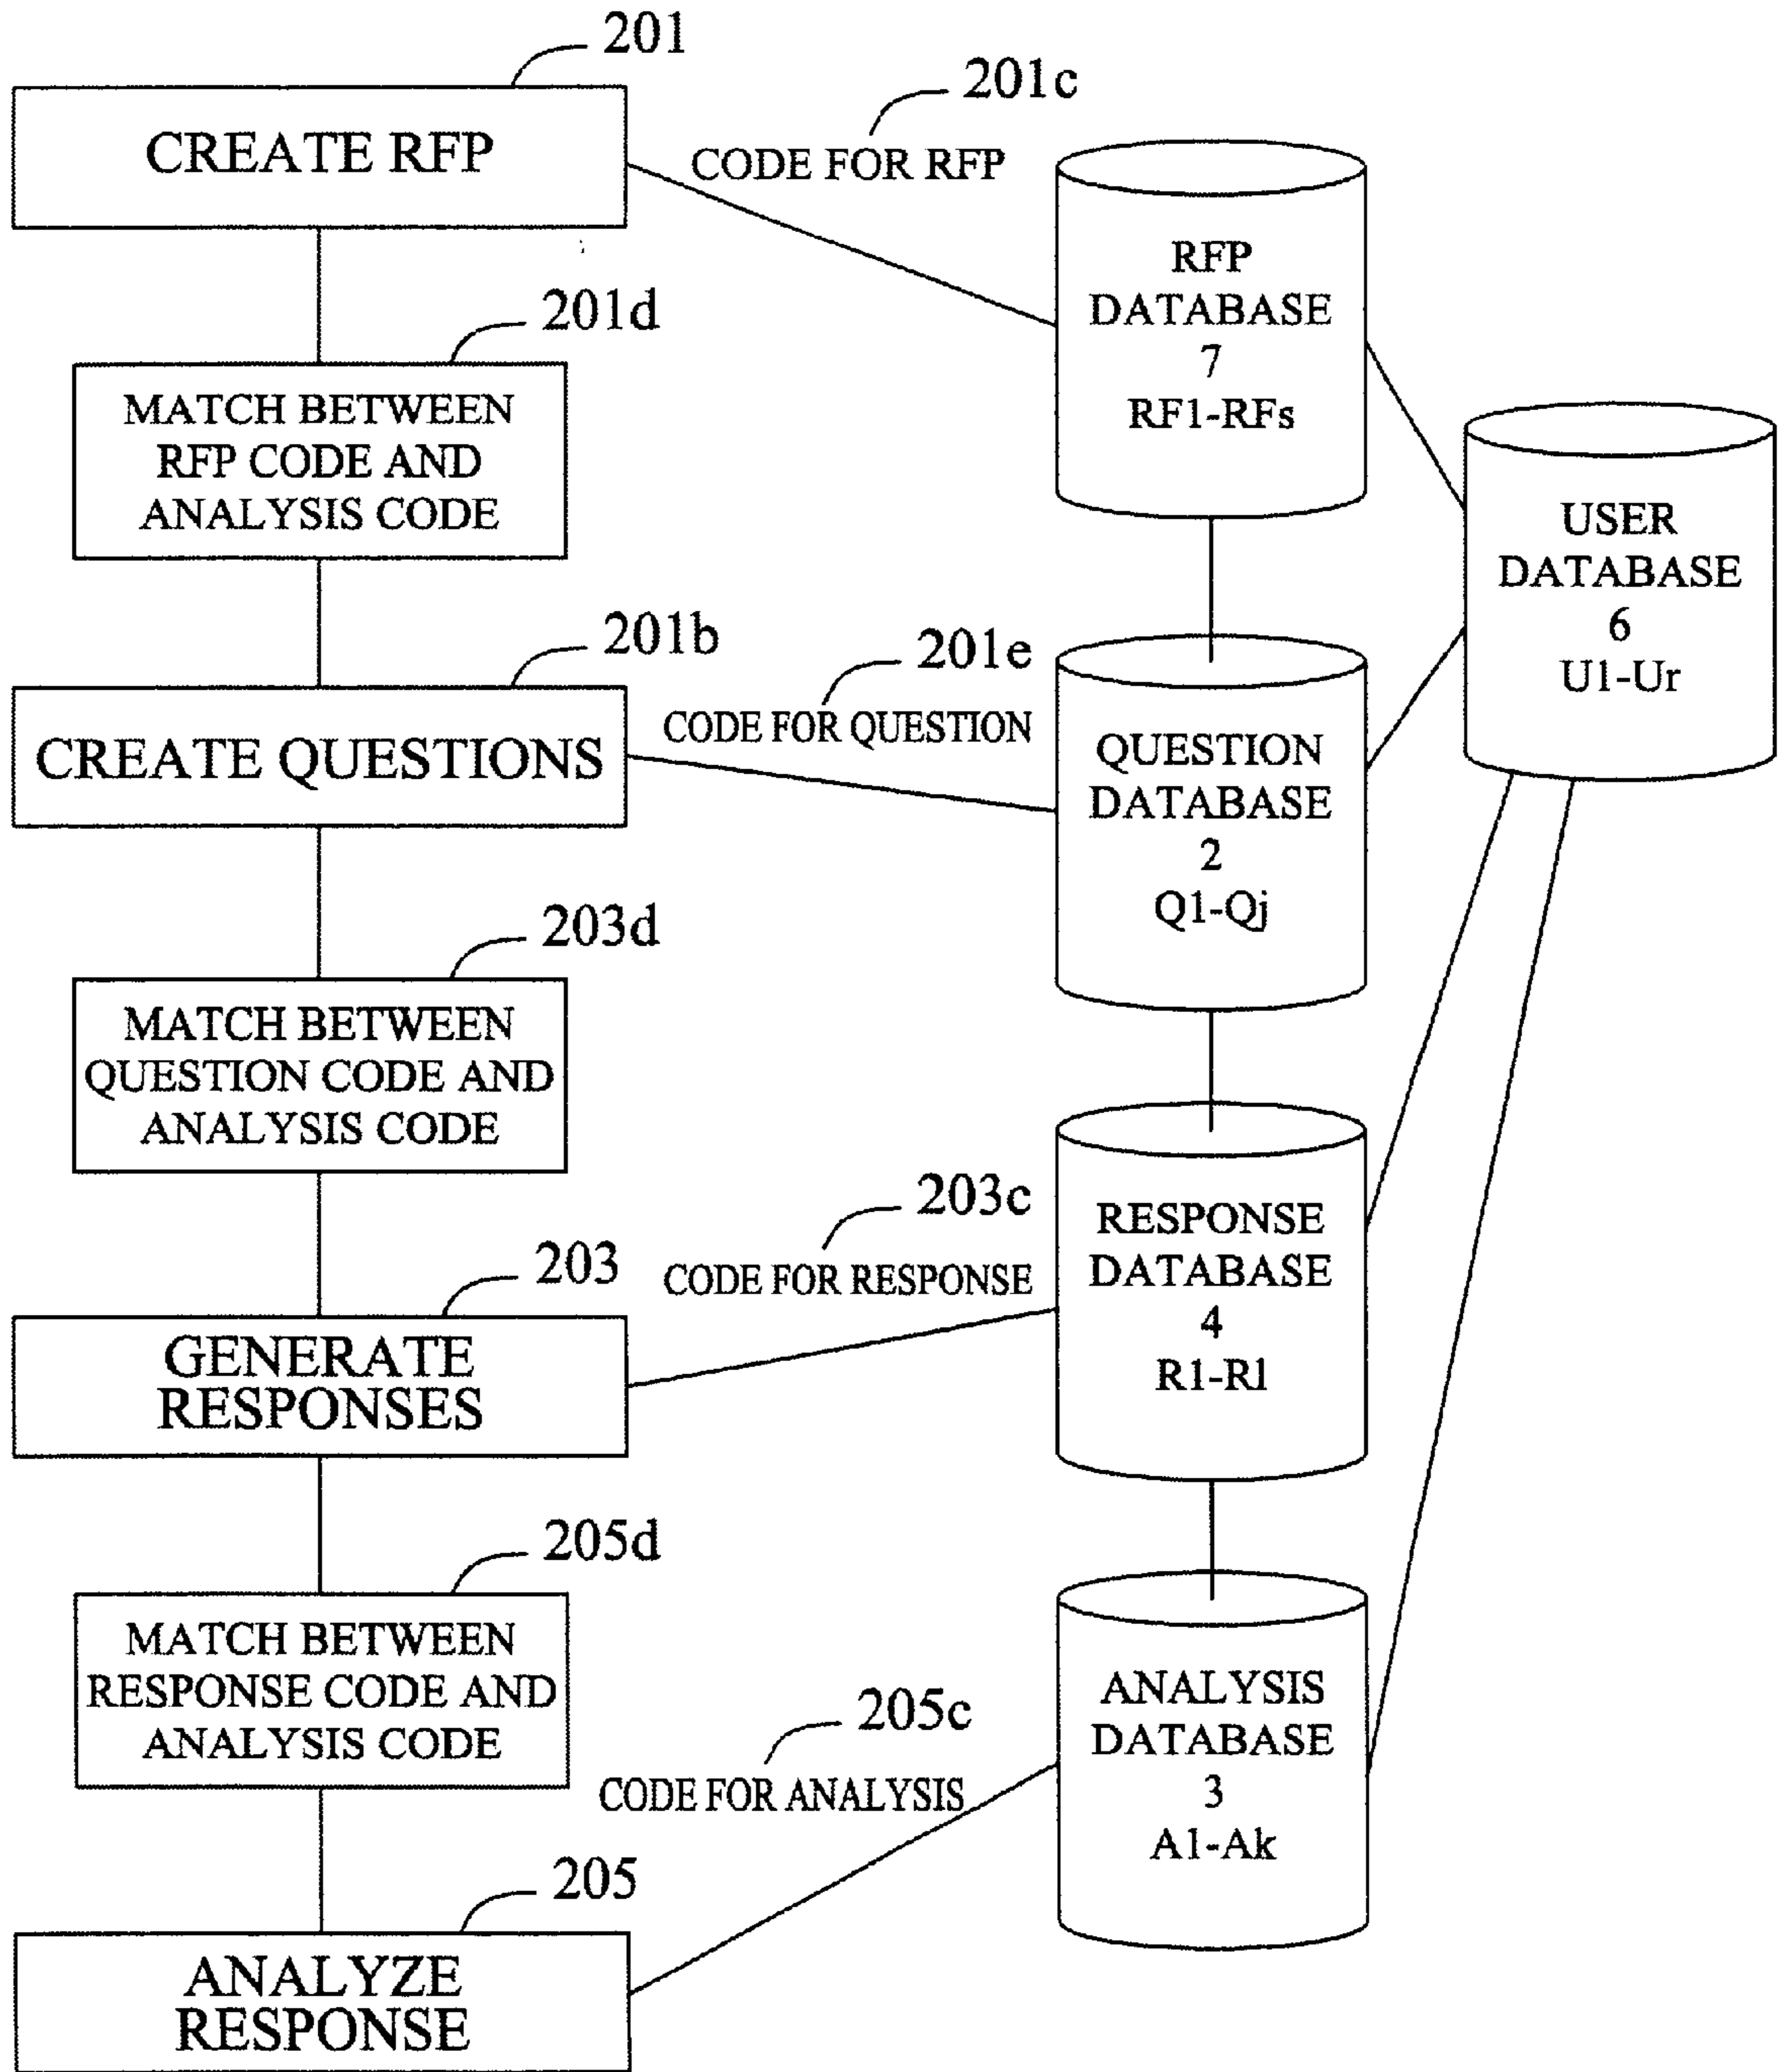 201
CREATE RFP
201c
CODE FOR RFP
RFP
DATABASE
7
RF1-RFs
201d
MATCH BETWEEN
RFP CODE AND
ANALYSIS CODE
USER
DATABASE
6
U1-Ur
201b
CREATE QUESTIONS
201e
CODE FOR QUESTION
QUESTION
DATABASE
2
Q1-Qj
203d
MATCH BETWEEN
QUESTION CODE AND
ANALYSIS CODE
203
GENERATE
RESPONSES
203c
CODE FOR RESPONSE
RESPONSE
DATABASE
4
R1-Rl
205d
MATCH BETWEEN
RESPONSE CODE AND
ANALYSIS CODE
205c
CODE FOR ANALYSIS
ANALYSIS
DATABASE
3
A1-Ak
205
ANALYZE
RESPONSE